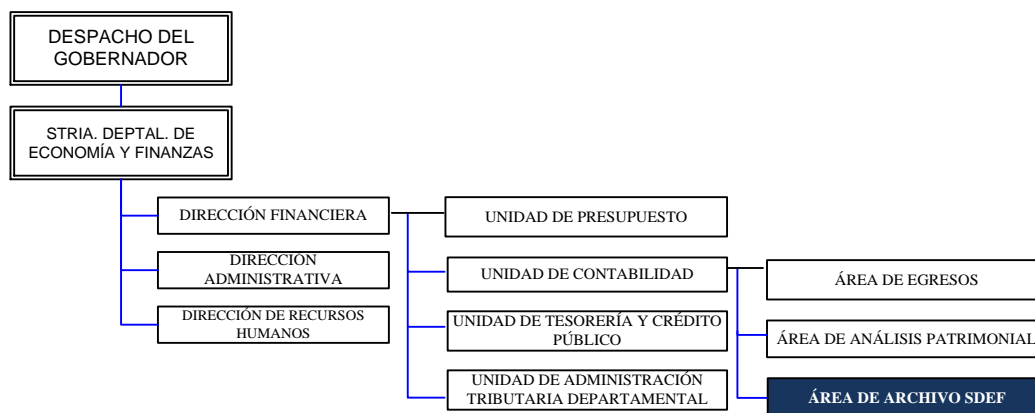 DESPACHO DEL
GOBERNADOR
STRIA. DEPTAL. DE
ECONOMÍA Y FINANZAS
DIRECCIÓN FINANCIERA
DIRECCIÓN
ADMINISTRATIVA
DIRECCIÓN DE RECURSOS
HUMANOS
UNIDAD DE PRESUPUESTO
UNIDAD DE CONTABILIDAD
UNIDAD DE TESORERÍA Y CRÉDITO
PÚBLICO
UNIDAD DE ADMINISTRACIÓN
TRIBUTARIA DEPARTAMENTAL
ÁREA DE EGRESOS
ÁREA DE ANÁLISIS PATRIMONIAL
ÁREA DE ARCHIVO SDEF